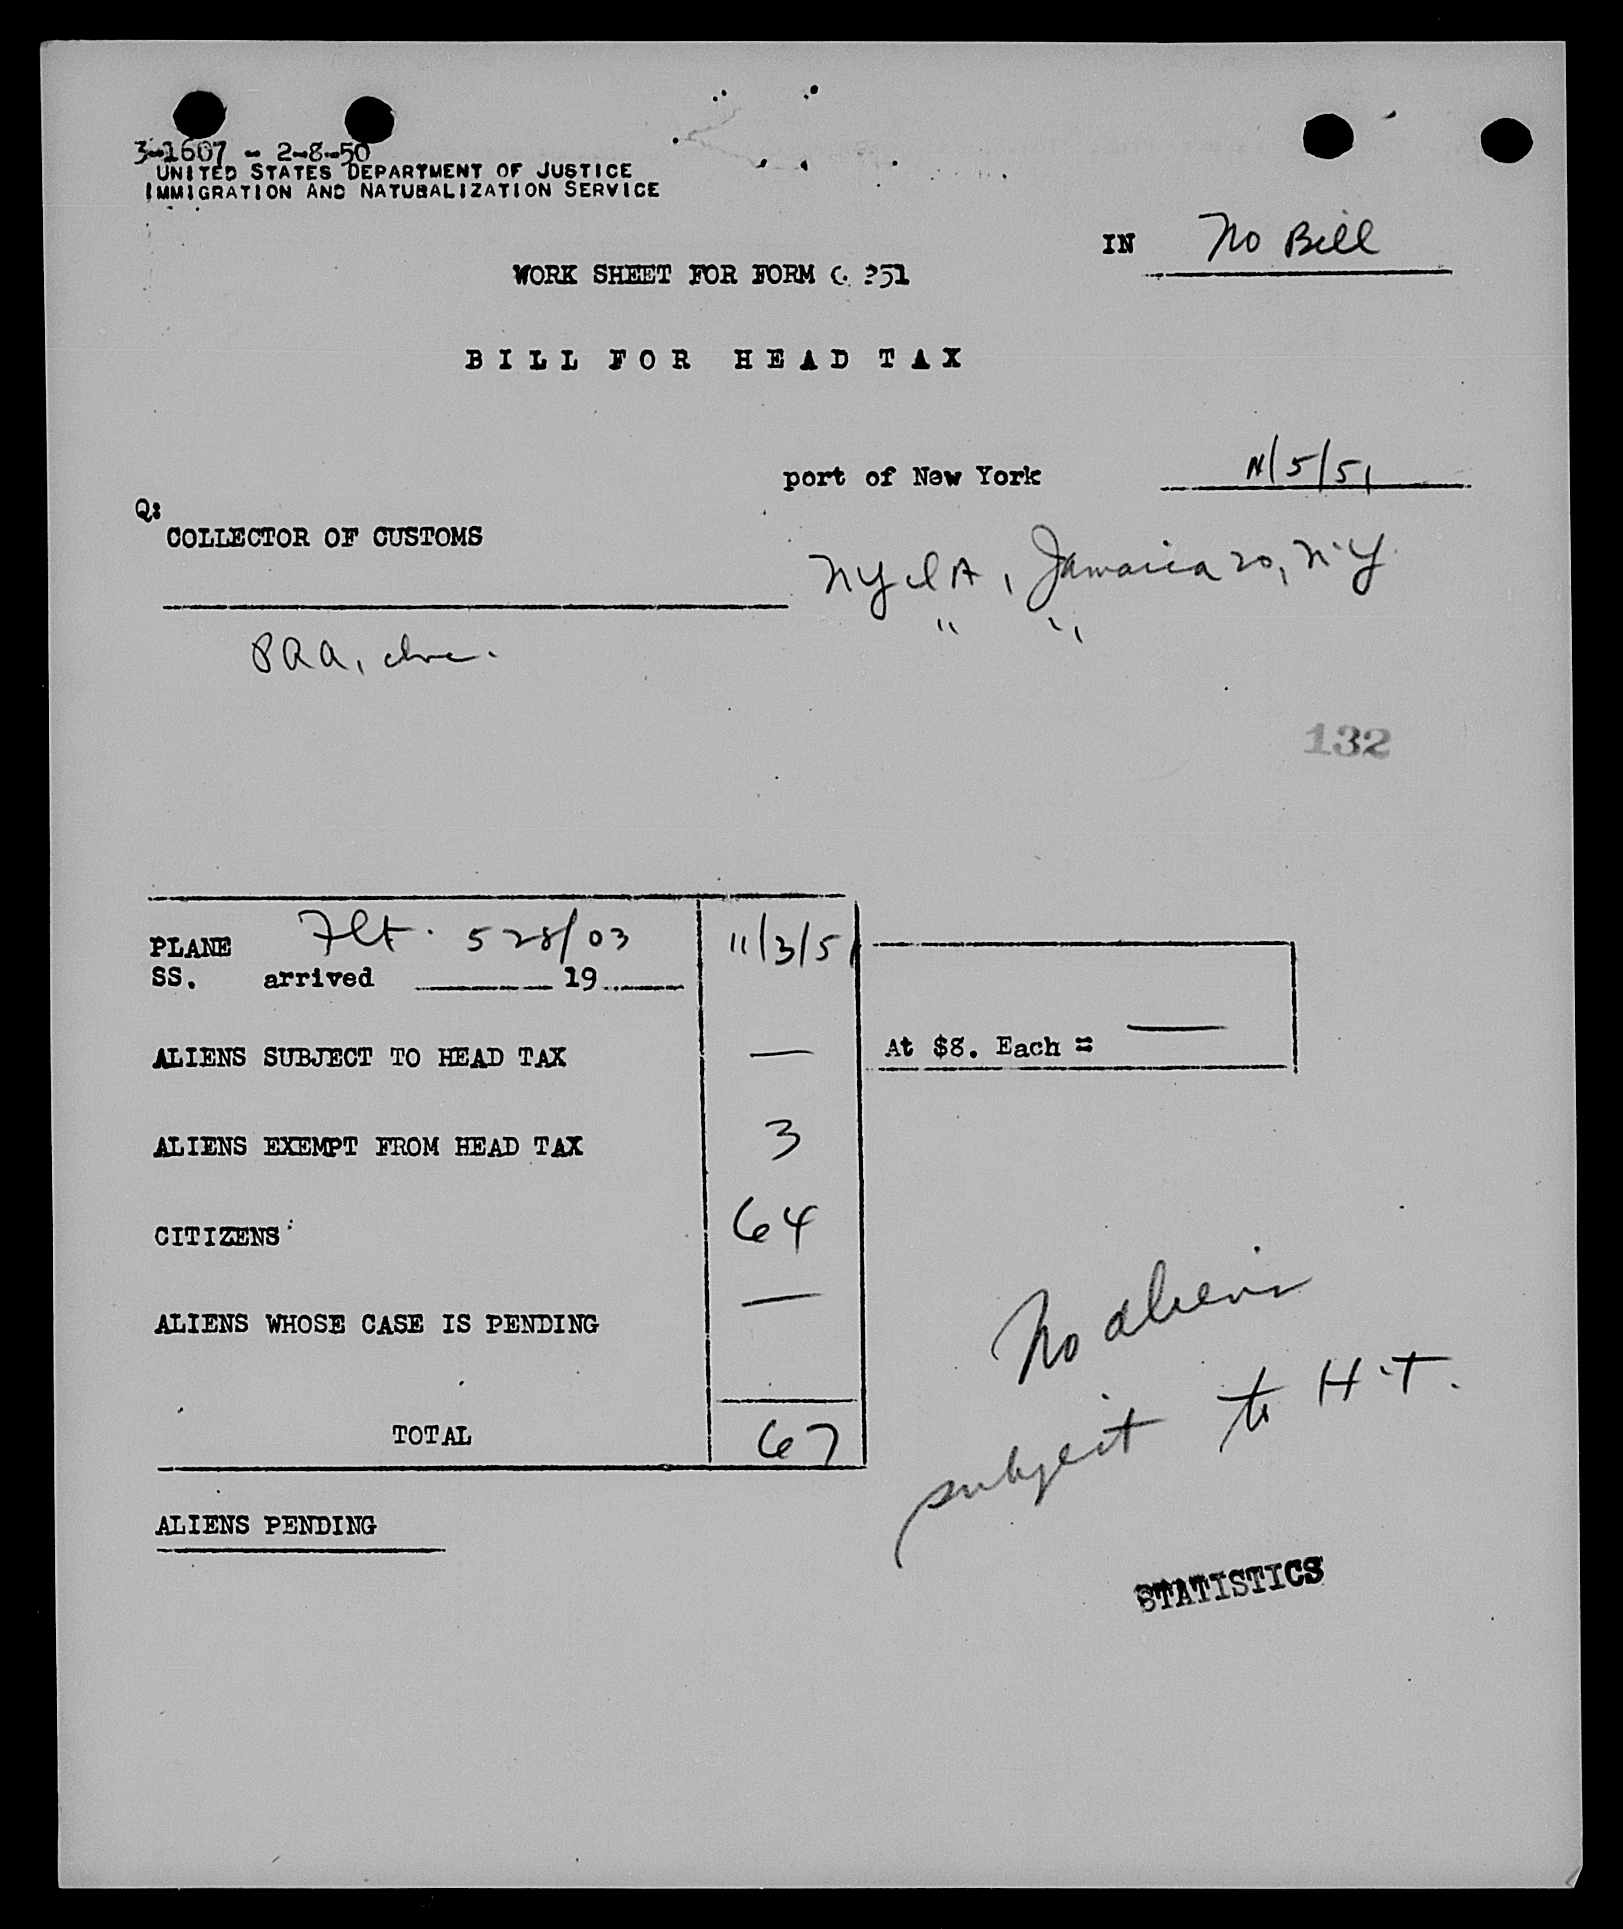 3-1607 - 2-8-50
UNITED STATES DEPARTMENT OF JUSTICE
IMMIGRATION AND NATURALIZATION SERVICE
IN No Bill
WORK SHEET FOR FORM 351
BILL FOR HEAD TAX
port of New York 11/5/51
Q:
COLLECTOR OF CUSTOMS
NYIA, Jamaica 20, N.Y.
" "
PAA, Inc.
132
PLANE Flt. 528/03 11/3/51
SS. arrived 19
ALIENS SUBJECT TO HEAD TAX —
At $8. Each = —
ALIENS EXEMPT FROM HEAD TAX 3
CITIZENS 64
ALIENS WHOSE CASE IS PENDING —
No aliens
subject to H.T.
TOTAL 67
ALIENS PENDING
STATISTICS